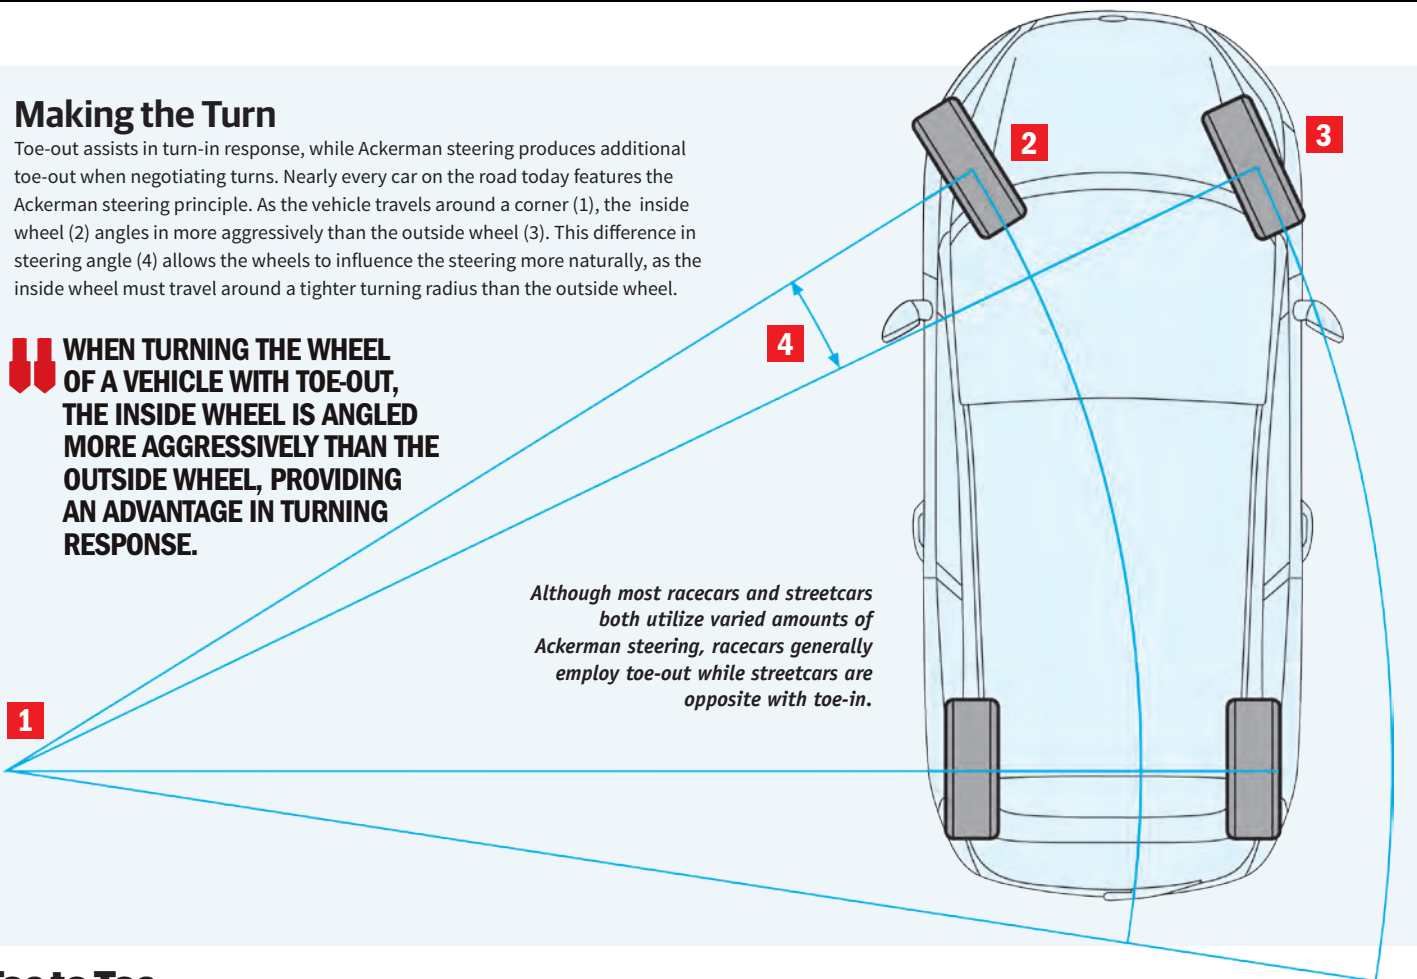 Making the Turn
Toe-out assists in turn-in response, while Ackerman steering produces additional
toe-out when negotiating turns. Nearly every car on the road today features the
Ackerman steering principle. As the vehicle travels around a corner (1), the inside
wheel (2) angles in more aggressively than the outside wheel (3). This difference in
steering angle (4) allows the wheels to influence the steering more naturally, as the
inside wheel must travel around a tighter turning radius than the outside wheel.
WHEN TURNING THE WHEEL
OF A VEHICLE WITH TOE-OUT,
THE INSIDE WHEEL IS ANGLED
MORE AGGRESSIVELY THAN THE
OUTSIDE WHEEL, PROVIDING
AN ADVANTAGE IN TURNING
RESPONSE.
2
3
4
Although most racecars and streetcars
both utilize varied amounts of
Ackerman steering, racecars generally
employ toe-out while streetcars are
opposite with toe-in.
1